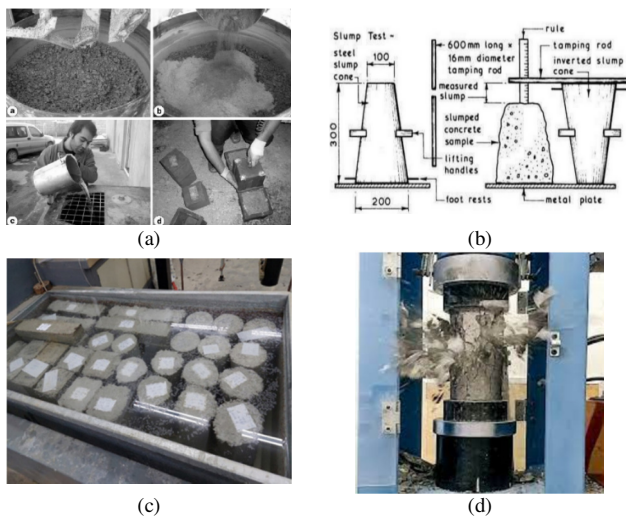 a
b
c
d
(a)
Slump Test -
steel
slump
cone
100
300
200
600mm long ×
16mm diameter
tamping rod
measured
slump
slumped
concrete
sample
lifting
handles
foot rests
rule
tamping rod
inverted slump
cone
metal plate
(b)
(c)
(d)